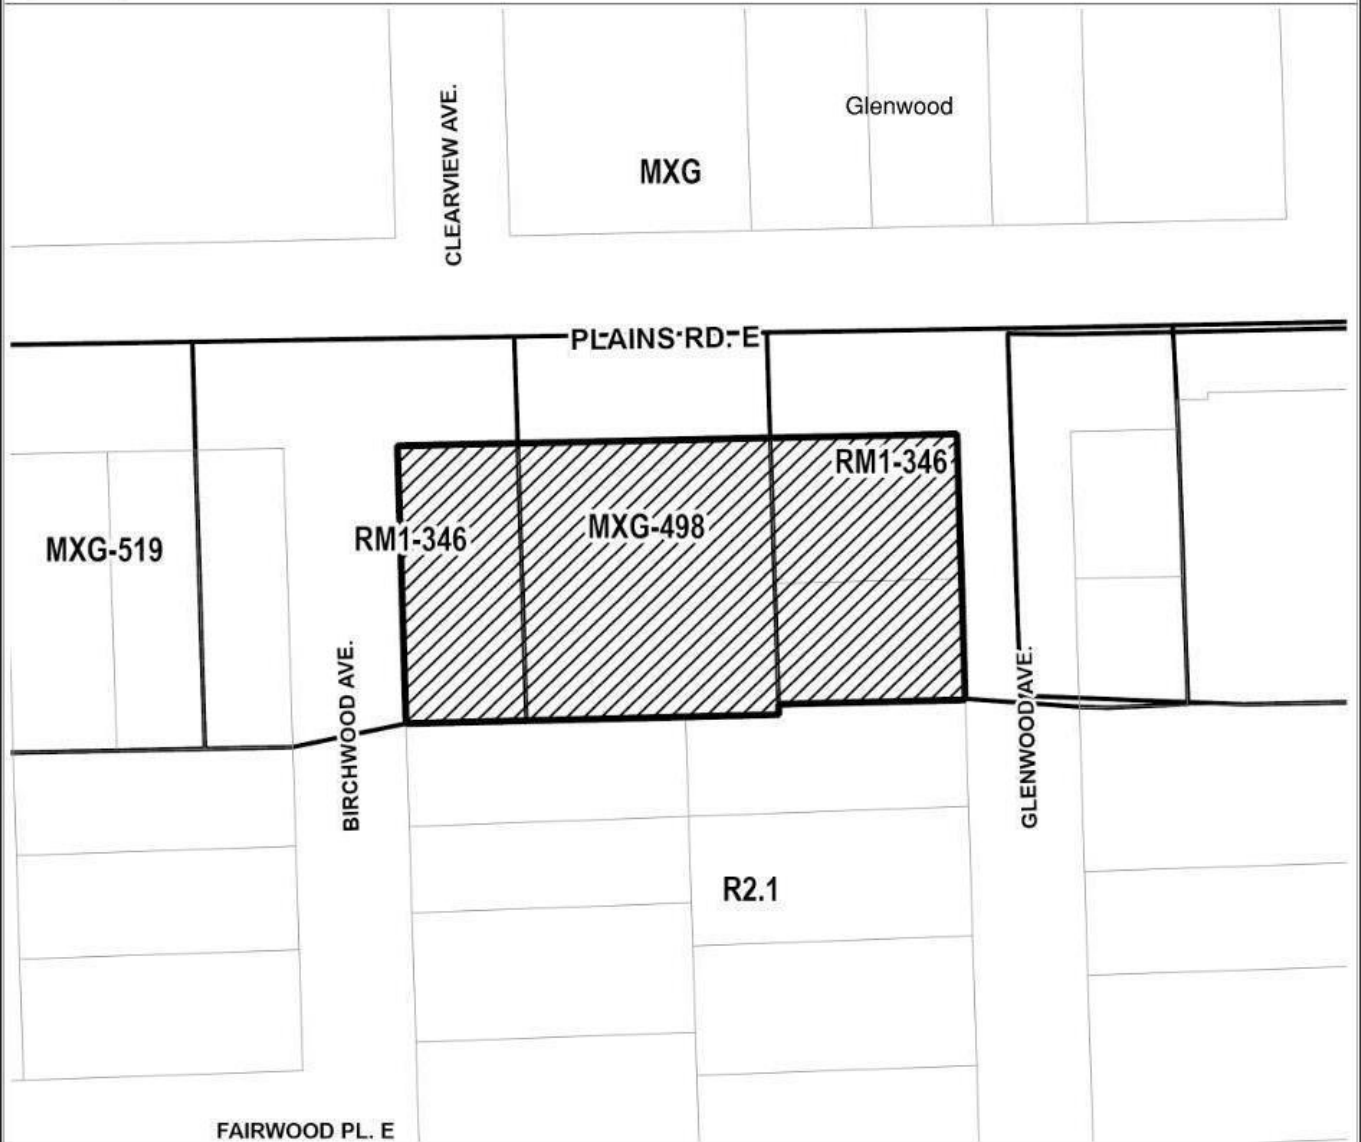 Glenwood
CLEARVIEW AVE.
MXG
PLAINS RD. E
RM1-346
MXG-498
RM1-346
MXG-519
BIRCHWOOD AVE.
GLENWOOD AVE.
R2.1
FAIRWOOD PL. E